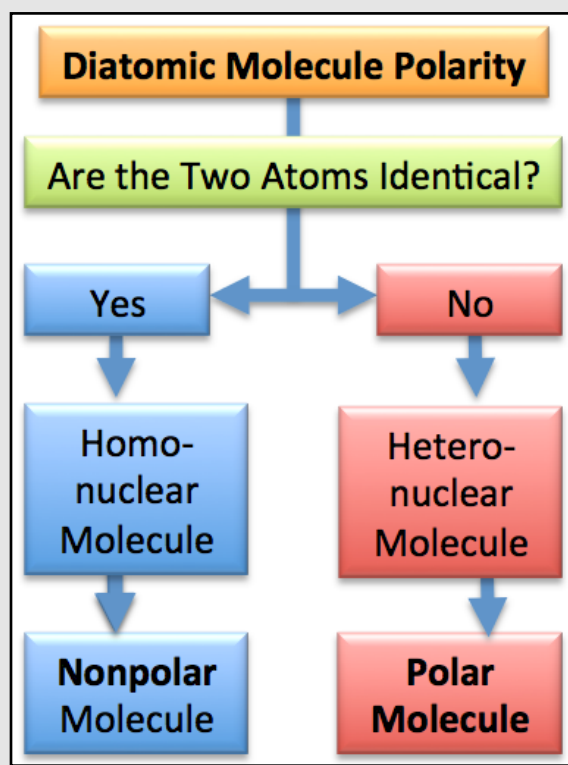 Diatomic Molecule Polarity
Are the Two Atoms Identical?
Yes
No
Homo-
nuclear
Molecule
Hetero-
nuclear
Molecule
Nonpolar
Molecule
Polar
Molecule